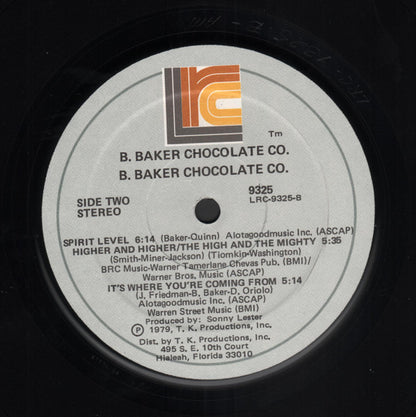 lrc
Tm
B. BAKER CHOCOLATE CO.
B. BAKER CHOCOLATE CO.
SIDE TWO
STEREO
9325
LRC-9325-B
SPIRIT LEVEL 6:14 (Baker-Quinn) Alotagoodmusic Inc. (ASCAP)
HIGHER AND HIGHER/THE HIGH AND THE MIGHTY 5:35
(Smith-Miner-Jackson) (Tiomkin-Washington)
BRC Music-Warner Tamerlane Chevas Pub. (BMI)/
Warner Bros. Music (ASCAP)
IT'S WHERE YOU'RE COMING FROM 5:14
(J. Friedman-B, Baker-D, Oriolo)
Alotagoodmusic Inc. (ASCAP)
Warren Street Music (BMI)
Produced by: Sonny Lester
Ⓟ 1979, T. K. Productions, Inc.
Dist. by T. K. Productions, Inc.
495 S. E. 10th Court
Hialeah, Florida 33010